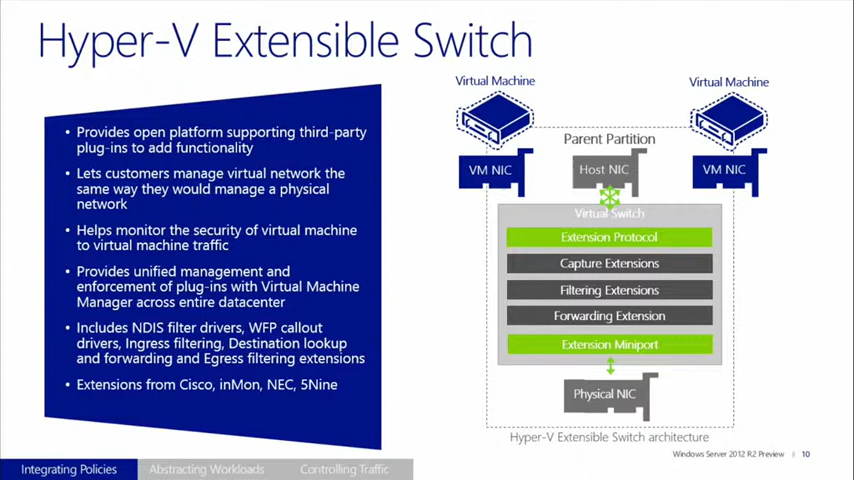 Hyper-V Extensible Switch
• Provides open platform supporting third-party
plug-ins to add functionality
• Lets customers manage virtual network the
same way they would manage a physical
network
• Helps monitor the security of virtual machine
to virtual machine traffic
• Provides unified management and
enforcement of plug-ins with Virtual Machine
Manager across entire datacenter
• Includes NDIS filter drivers, WFP callout
drivers, Ingress filtering, Destination lookup
and forwarding and Egress filtering extensions
• Extensions from Cisco, inMon, NEC, 5Nine
Virtual Machine
Virtual Machine
Parent Partition
VM NIC
Host NIC
VM NIC
Virtual Switch
Extension Protocol
Capture Extensions
Filtering Extensions
Forwarding Extension
Extension Miniport
Physical NIC
Hyper-V Extensible Switch architecture
Windows Server 2012 R2 Preview | 10
Integrating Policies
Abstracting Workloads
Controlling Traffic